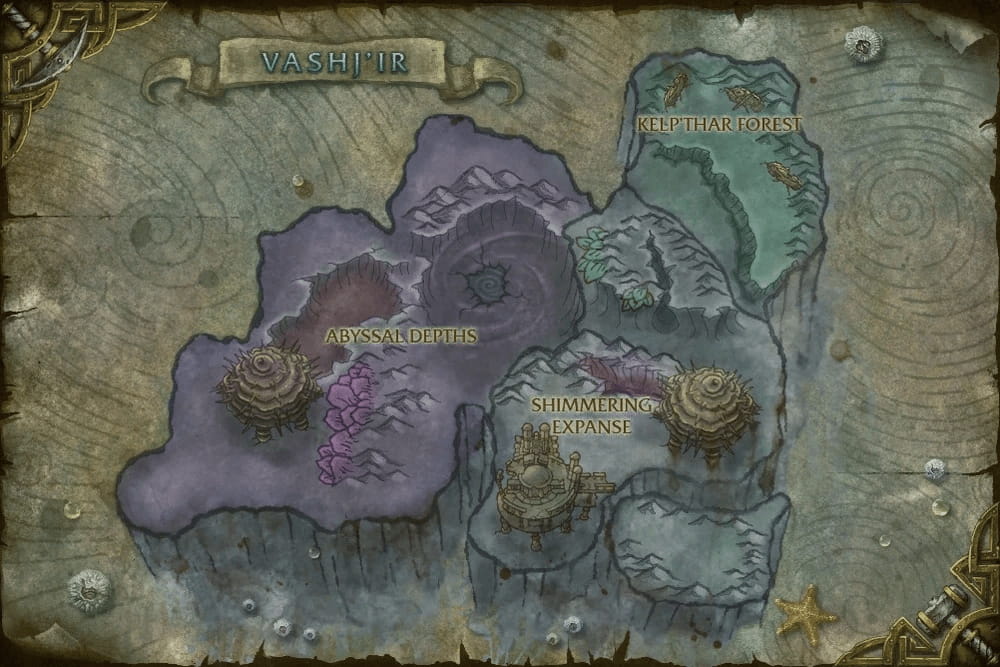 VASHJ'IR
KELP'THAR FOREST
ABYSSAL DEPTHS
SHIMMERING
EXPANSE